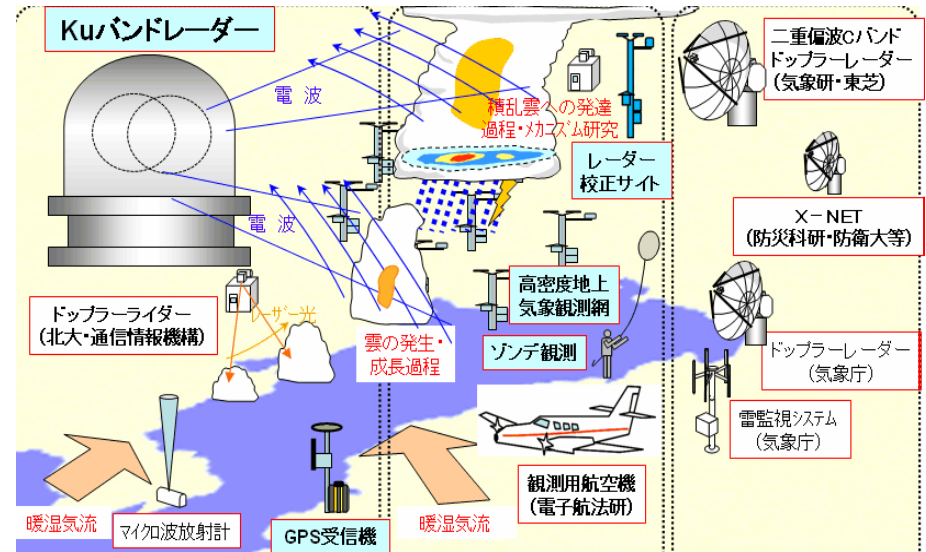 Kuバンドレーダー
電 波
積乱雲への発達
過程・メカニズム研究
レーダー
校正サイト
二重偏波Cバンド
ドップラーレーダー
(気象研・東芝)
X－NET
(防災科研・防衛大等)
電 波
ドップラーライダー
(北大・通信情報機構)
レーザー光
雲の発生・
成長過程
高密度地上
気象観測網
ゾンデ観測
ドップラーレーダー
(気象庁)
雷監視システム
(気象庁)
観測用航空機
(電子航法研)
暖湿気流
マイクロ波放射計
GPS受信機
暖湿気流